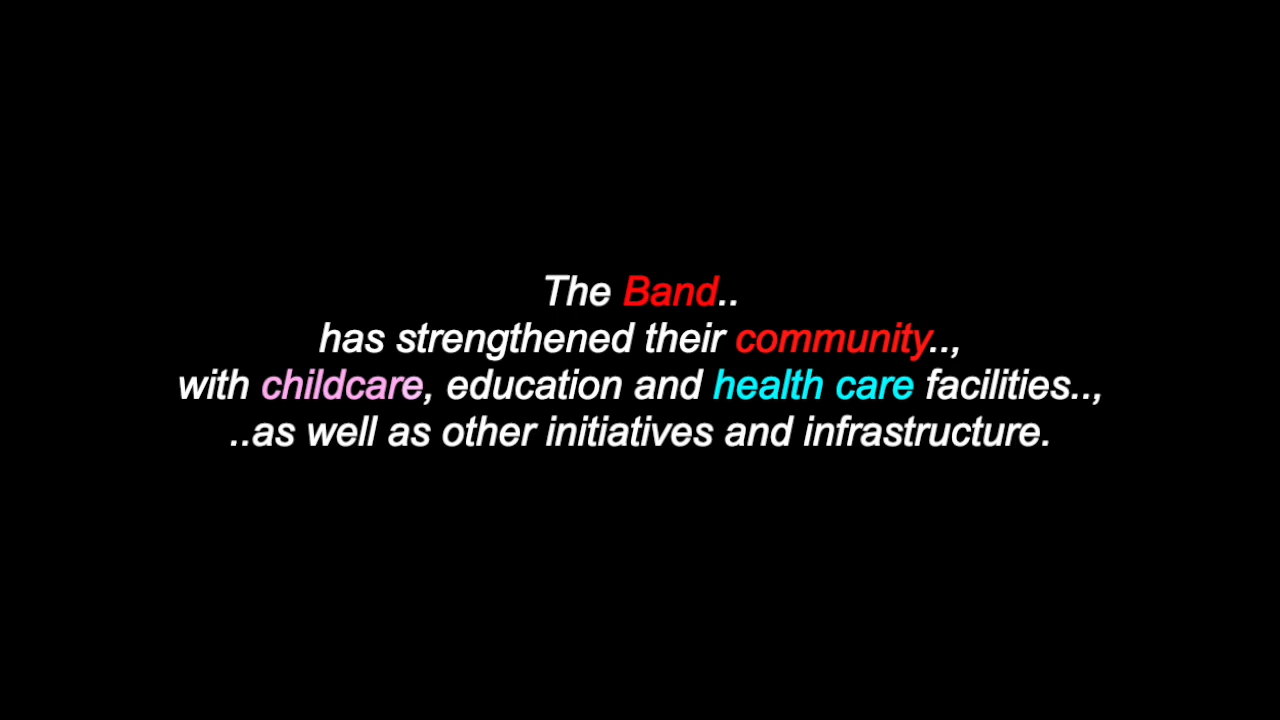 The Band..
has strengthened their community..,
with childcare, education and health care facilities..,
..as well as other initiatives and infrastructure.